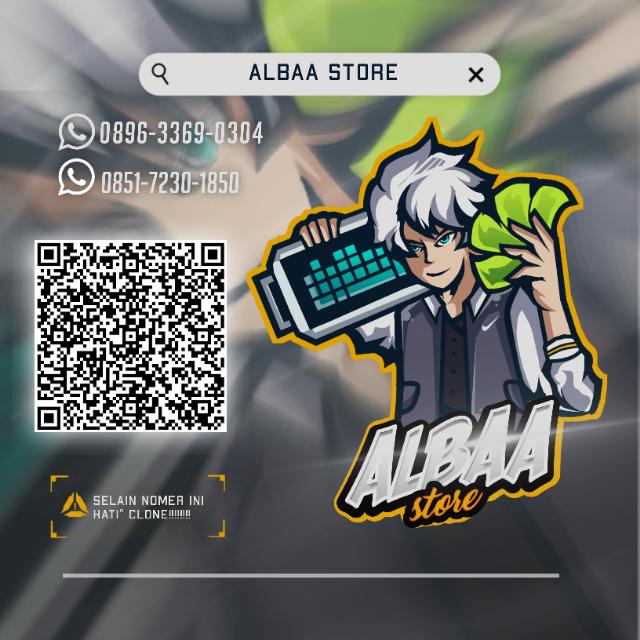 ALBAA STORE
0896-3369-0304
0851-7230-1850
SELAIN NOMER INI
HATI" CLONE!!!!!!!!
ALBAA
store